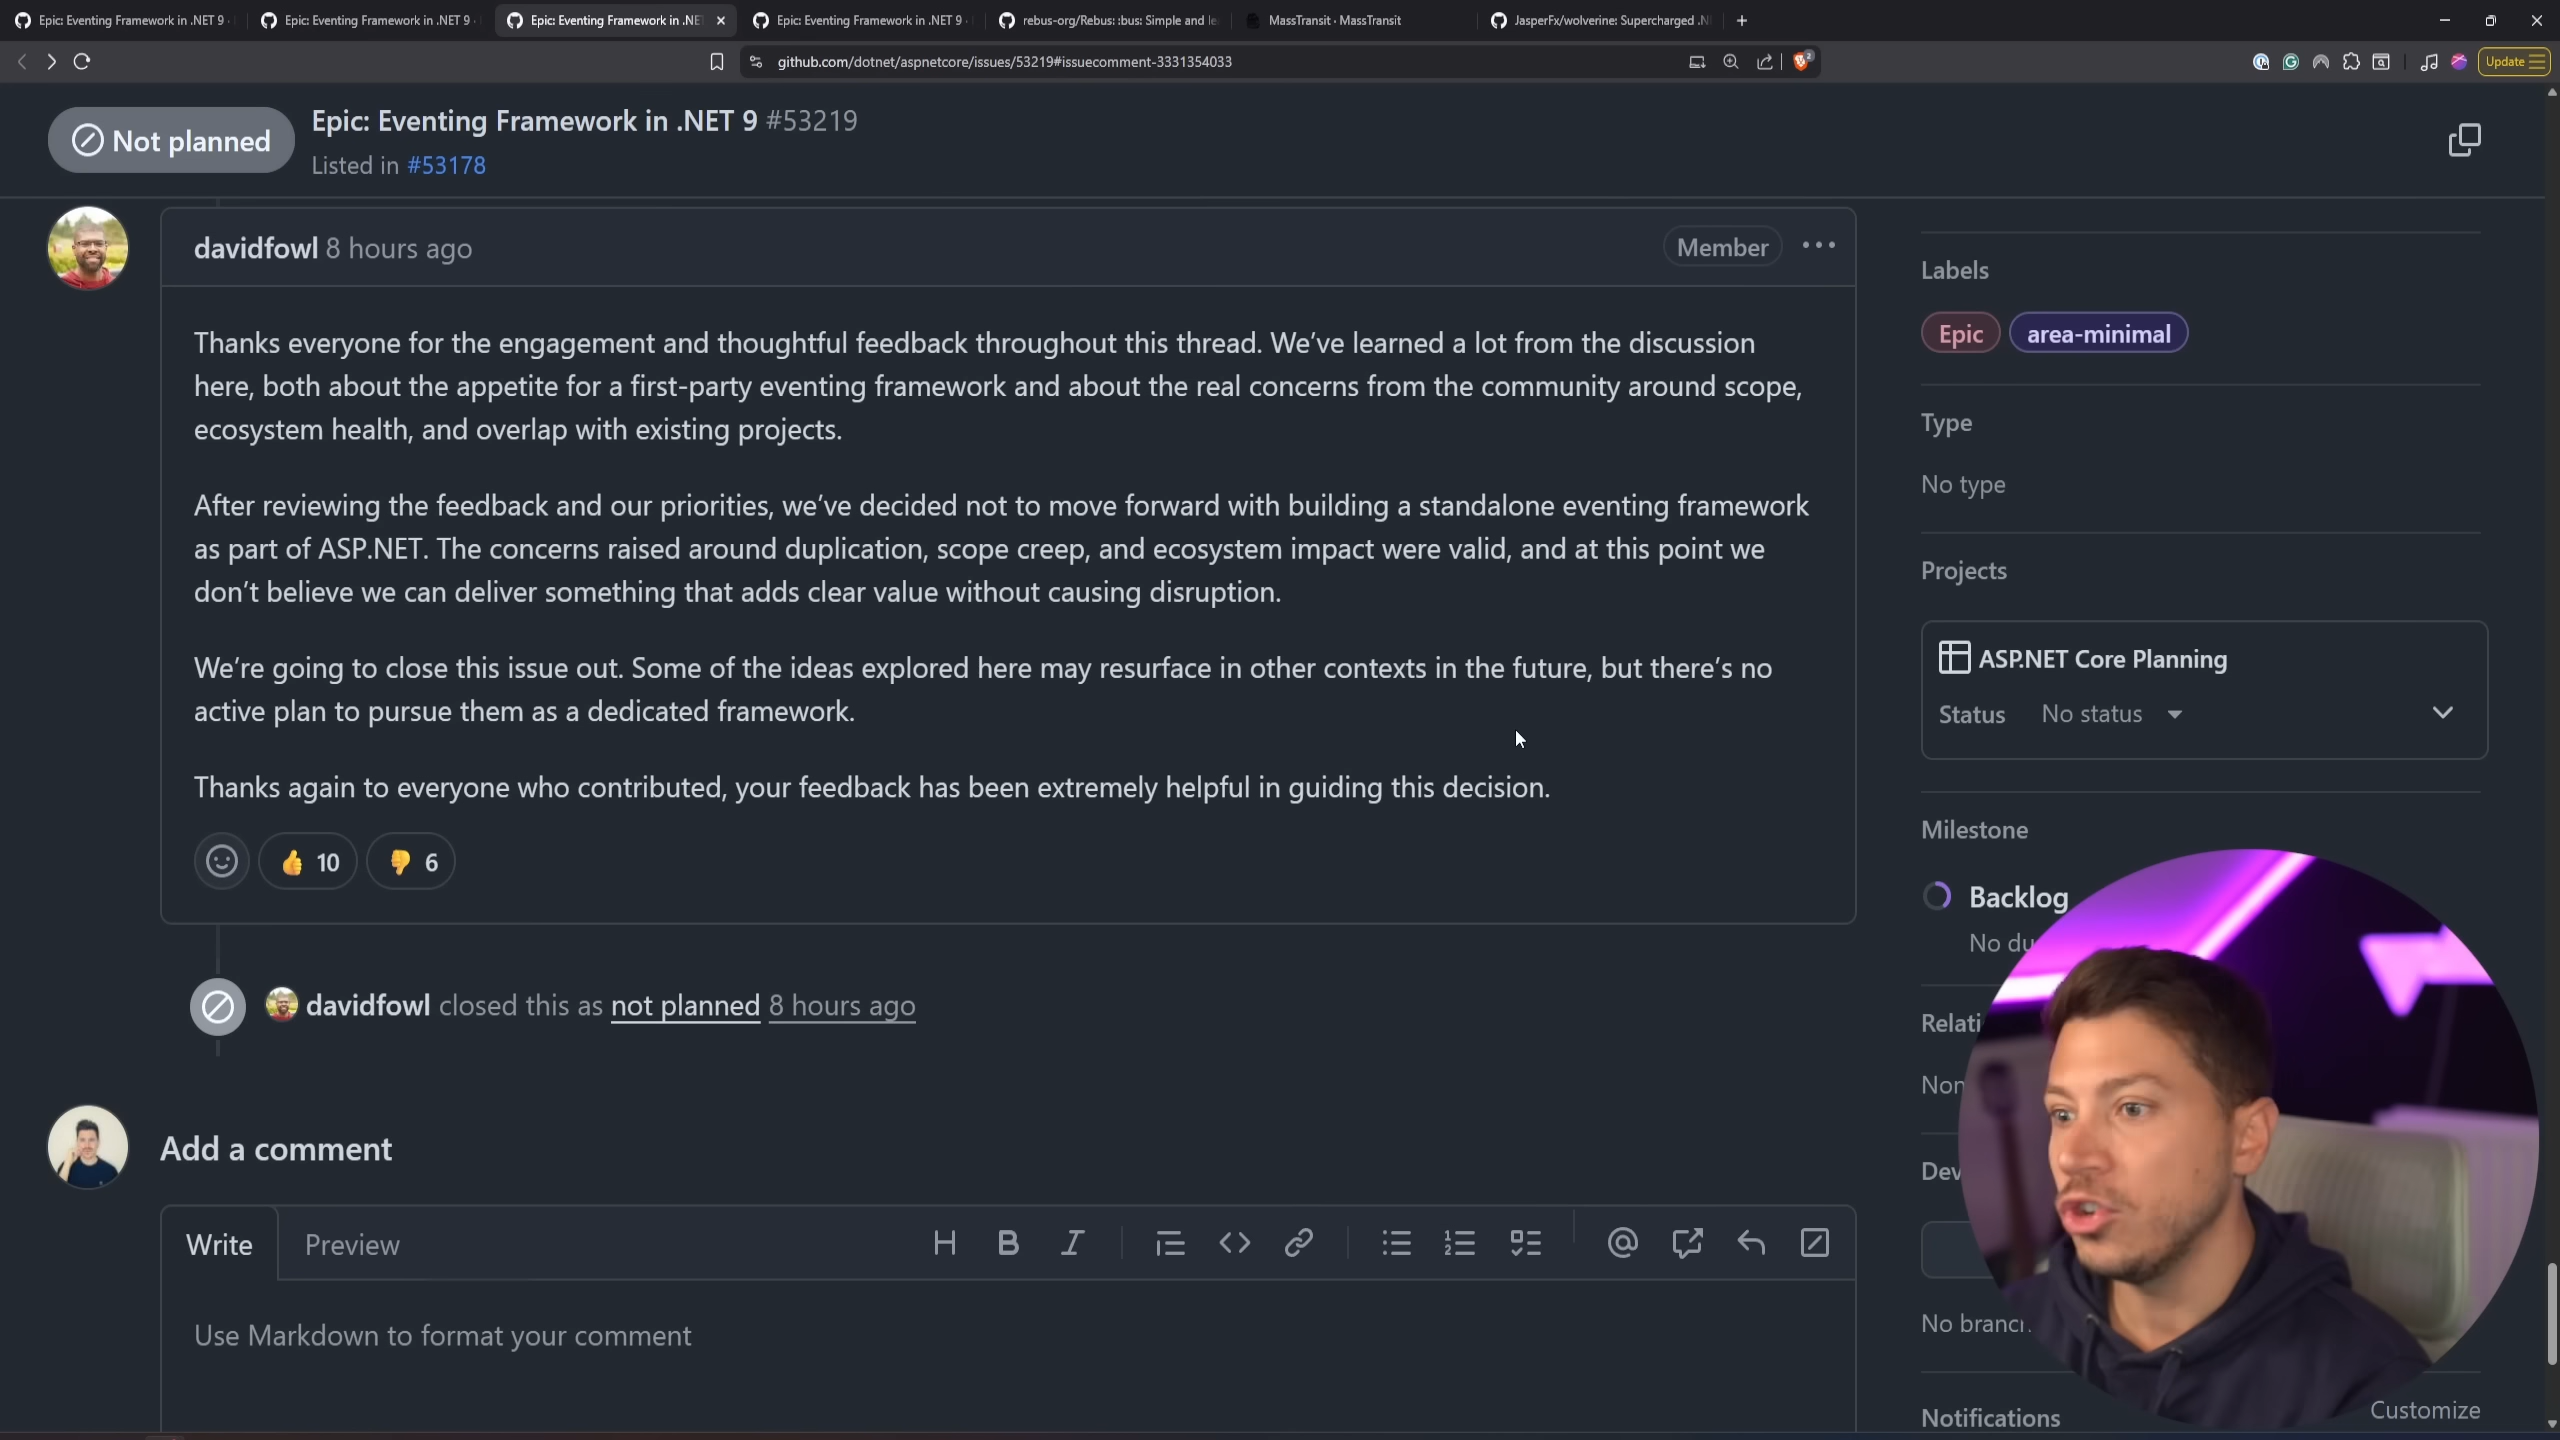 Epic: Eventing Framework in .NET 9 ·
Epic: Eventing Framework in .NET 9 ·
Epic: Eventing Framework in .NE
Epic: Eventing Framework in .NET 9 ·
rebus-org/Rebus: :bus: Simple and le
MassTransit · MassTransit
JasperFx/wolverine: Supercharged .N
github.com/dotnet/aspnetcore/issues/53219#issuecomment-3331354033
2
Update
Not planned
Epic: Eventing Framework in .NET 9 #53219
Listed in #53178
davidfowl 8 hours ago
Member
Thanks everyone for the engagement and thoughtful feedback throughout this thread. We’ve learned a lot from the discussion
here, both about the appetite for a first-party eventing framework and about the real concerns from the community around scope,
ecosystem health, and overlap with existing projects.
After reviewing the feedback and our priorities, we’ve decided not to move forward with building a standalone eventing framework
as part of ASP.NET. The concerns raised around duplication, scope creep, and ecosystem impact were valid, and at this point we
don’t believe we can deliver something that adds clear value without causing disruption.
We’re going to close this issue out. Some of the ideas explored here may resurface in other contexts in the future, but there’s no
active plan to pursue them as a dedicated framework.
Thanks again to everyone who contributed, your feedback has been extremely helpful in guiding this decision.
👍 10
👎 6
davidfowl closed this as not planned 8 hours ago
Add a comment
Write
Preview
Use Markdown to format your comment
Labels
Epic
area-minimal
Type
No type
Projects
ASP.NET Core Planning
Status No status
Milestone
Backlog
No du
Relati
Non
Dev
No branch
Notifications
Customize